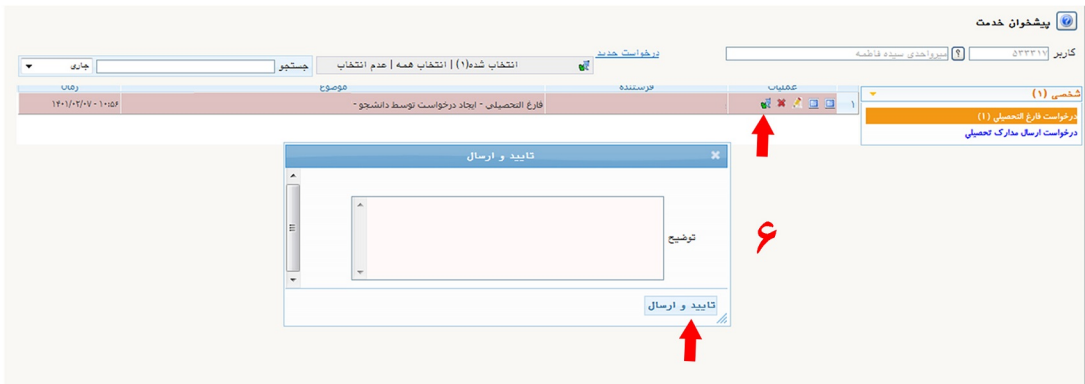 پیشخوان خدمت
کاربر ۵۳۳۳۱۷ ؟ میرواحدی سیده فاطمه
درخواست جدید
انتخاب شده(۱) | انتخاب همه | عدم انتخاب
جستجو
جاری
شخصی (۱)
درخواست فارغ التحصیلی (۱)
درخواست ارسال مدارک تحصیلی
عملیات فرستنده موضوع زمان
۱ فارغ التحصیلی - ایجاد درخواست توسط دانشجو - ۱۴۰۱/۰۲/۰۷ - ۱۰:۵۶
تایید و ارسال
توضیح
تایید و ارسال
۶